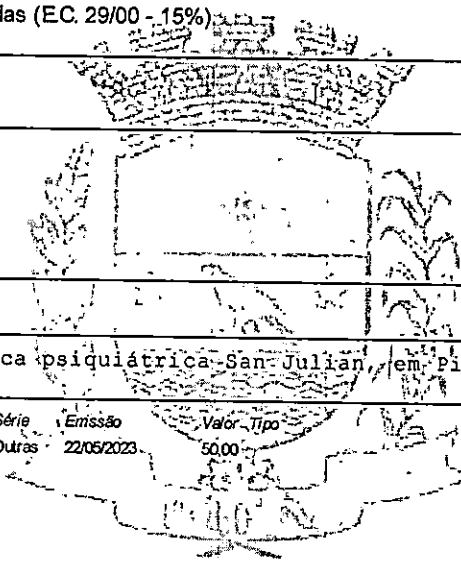 das (EC. 29/00 - 15%)
ca psiquiátrica San Julian, em Pi
Série Emissão Valor Tipo
Outras 22/05/2023 50,00